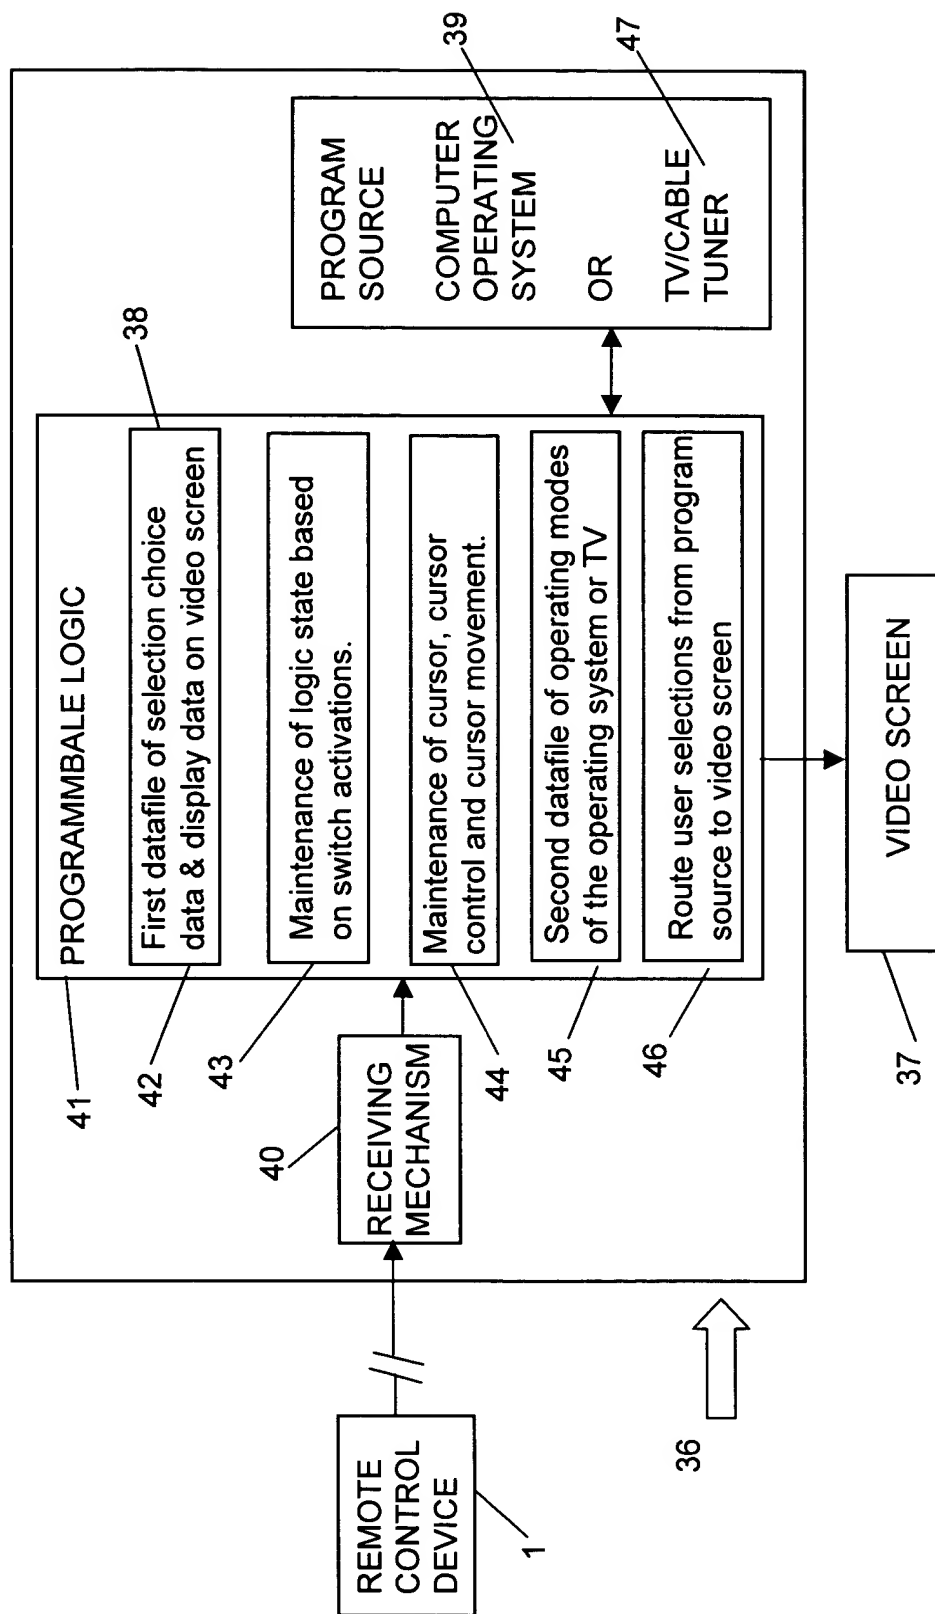 REMOTE
CONTROL
DEVICE
1
36
RECEIVING
MECHANISM
40
41
PROGRAMMBALE LOGIC
42
First datafile of selection choice
data & display data on video screen
38
43
Maintenance of logic state based
on switch activations.
44
Maintenance of cursor, cursor
control and cursor movement.
45
Second datafile of operating modes
of the operating system or TV
46
Route user selections from program
source to video screen
PROGRAM
SOURCE
COMPUTER
OPERATING
SYSTEM
OR
TV/CABLE
TUNER
39
47
VIDEO SCREEN
37